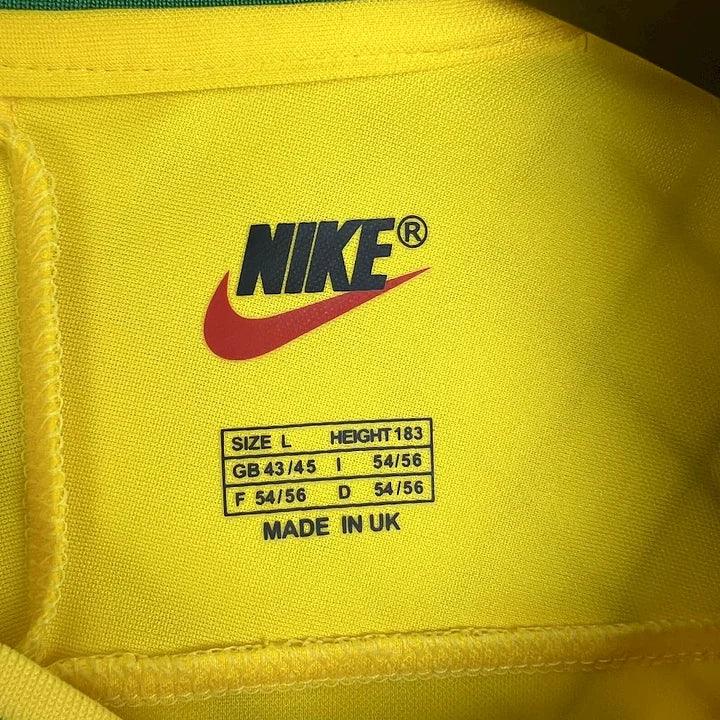 NIKE®
SIZE L HEIGHT 183
GB 43/45 I 54/56
F 54/56 D 54/56
MADE IN UK